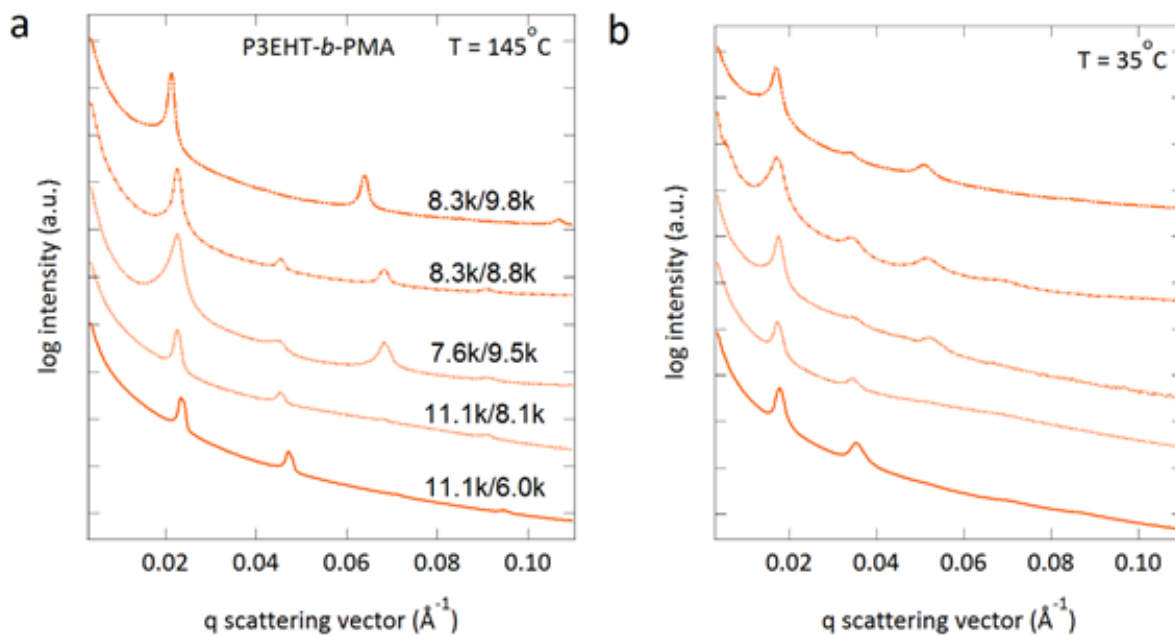 a
P3EHT-b-PMA T = 145°C
8.3k/9.8k
8.3k/8.8k
7.6k/9.5k
11.1k/8.1k
11.1k/6.0k
log intensity (a.u.)
0.02 0.04 0.06 0.08 0.10
q scattering vector (Å⁻¹)
b
T = 35°C
log intensity (a.u.)
0.02 0.04 0.06 0.08 0.10
q scattering vector (Å⁻¹)